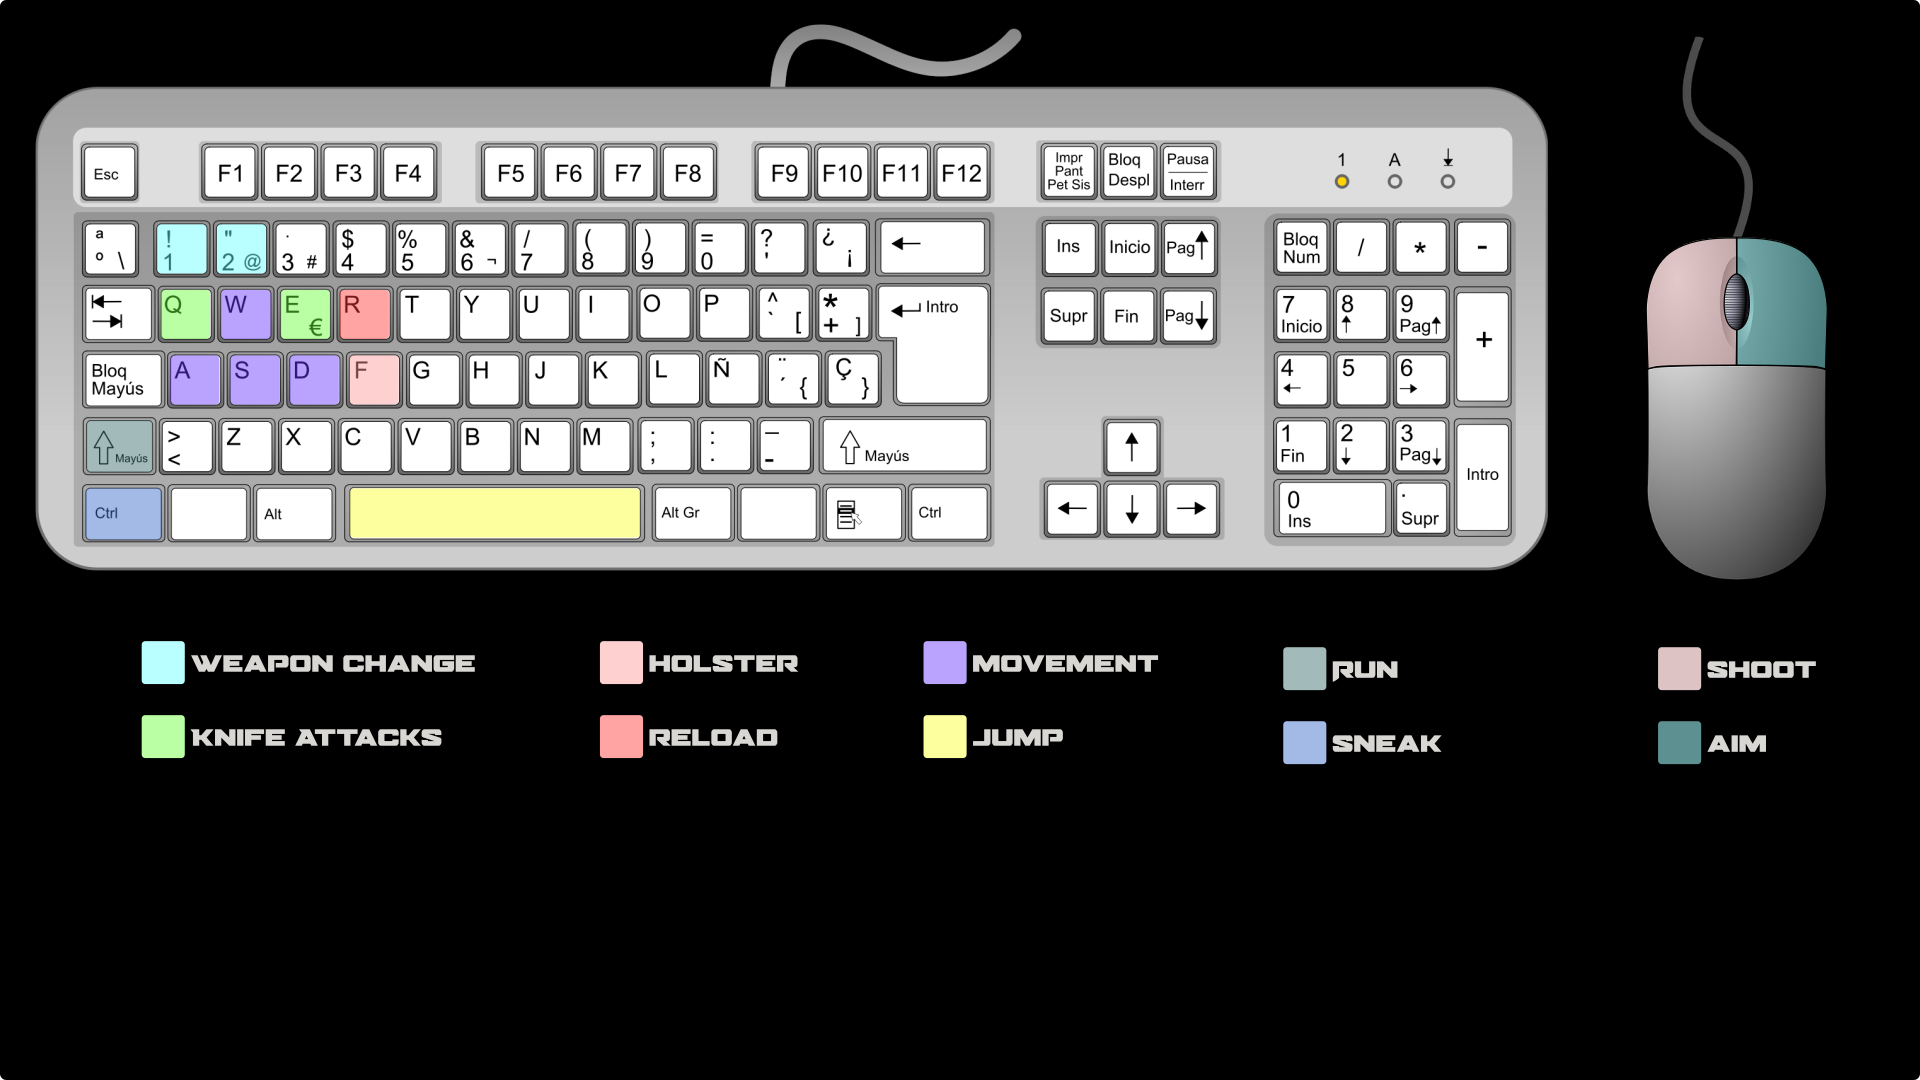 Esc F1 F2 F3 F4 F5 F6 F7 F8 F9 F10 F11 F12
Impr
Pant
Pet Sis
Bloq
Despl
Pausa
Interr
1 A
ª
º \
!
1
"
2 @
·
3 #
$
4
%
5
&
6 ¬
/
7
(
8
)
9
=
0
?
'
¿
¡
←
Ins Inicio Pag↑
Bloq
Num
/ * -
Q W E € R T Y U I O P
^
` [
*
+ ]
Intro
Supr Fin Pag↓
7
Inicio
8
↑
9
Pag↑
+
Bloq
Mayús
A S D F G H J K L Ñ
¨
´ {
Ç
}
4
←
5
6
→
Mayús
>
<
Z X C V B N M
;
,
:
.
_
-
Mayús
↑
1
Fin
2
↓
3
Pag↓
Intro
Ctrl Alt Alt Gr Ctrl
← ↓ →
0
Ins
.
Supr
WEAPON CHANGE
HOLSTER
MOVEMENT
RUN
SHOOT
KNIFE ATTACKS
RELOAD
JUMP
SNEAK
AIM